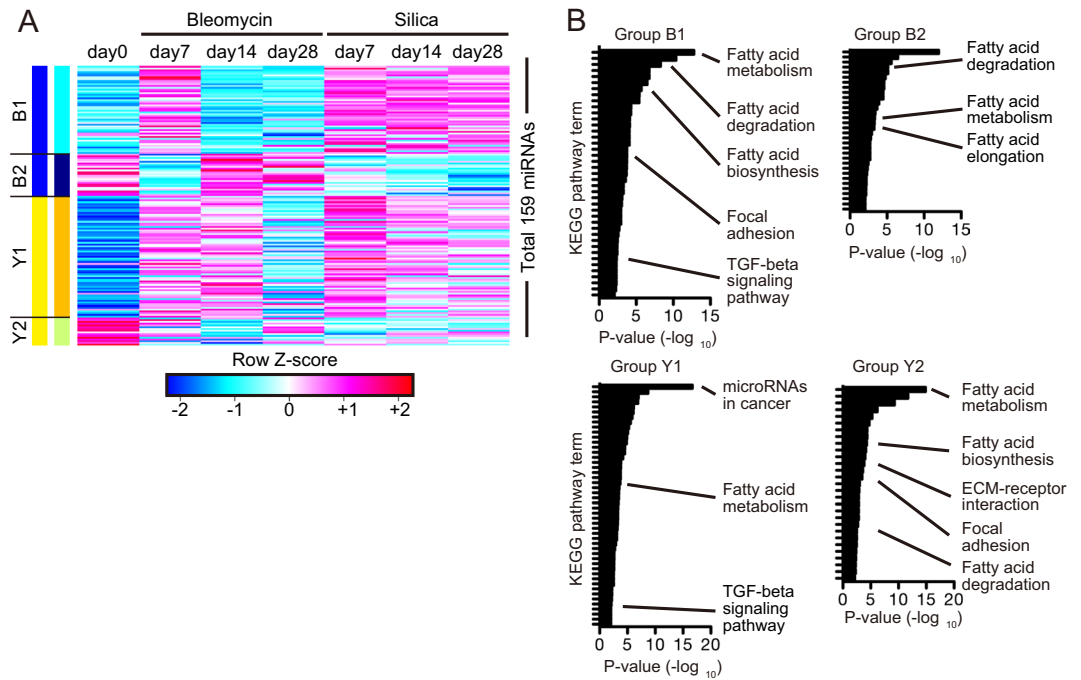 A
Bleomycin
Silica
day0
day7
day14
day28
day7
day14
day28
B1
B2
Y1
Y2
Total 159 miRNAs
Row Z-score
-2
-1
0
+1
+2
B
Group B1
KEGG pathway term
Fatty acid
metabolism
Fatty acid
degradation
Fatty acid
biosynthesis
Focal
adhesion
TGF-beta
signaling
pathway
0
5
10
15
P-value (-log 10)
Group B2
Fatty acid
degradation
Fatty acid
metabolism
Fatty acid
elongation
0
5
10
15
P-value (-log 10)
Group Y1
KEGG pathway term
microRNAs
in cancer
Fatty acid
metabolism
TGF-beta
signaling
pathway
0
5
10
15
20
P-value (-log 10)
Group Y2
Fatty acid
metabolism
Fatty acid
biosynthesis
ECM-receptor
interaction
Focal
adhesion
Fatty acid
degradation
0
5
10
15
20
P-value (-log 10)